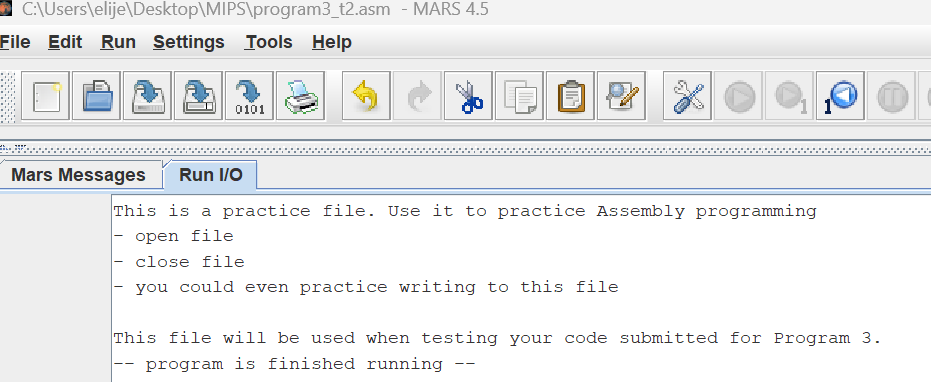 C:\Users\elije\Desktop\MIPS\program3_t2.asm - MARS 4.5
File Edit Run Settings Tools Help
0101 1 1
Mars Messages Run I/O
This is a practice file. Use it to practice Assembly programming
- open file
- close file
- you could even practice writing to this file
This file will be used when testing your code submitted for Program 3.
-- program is finished running --